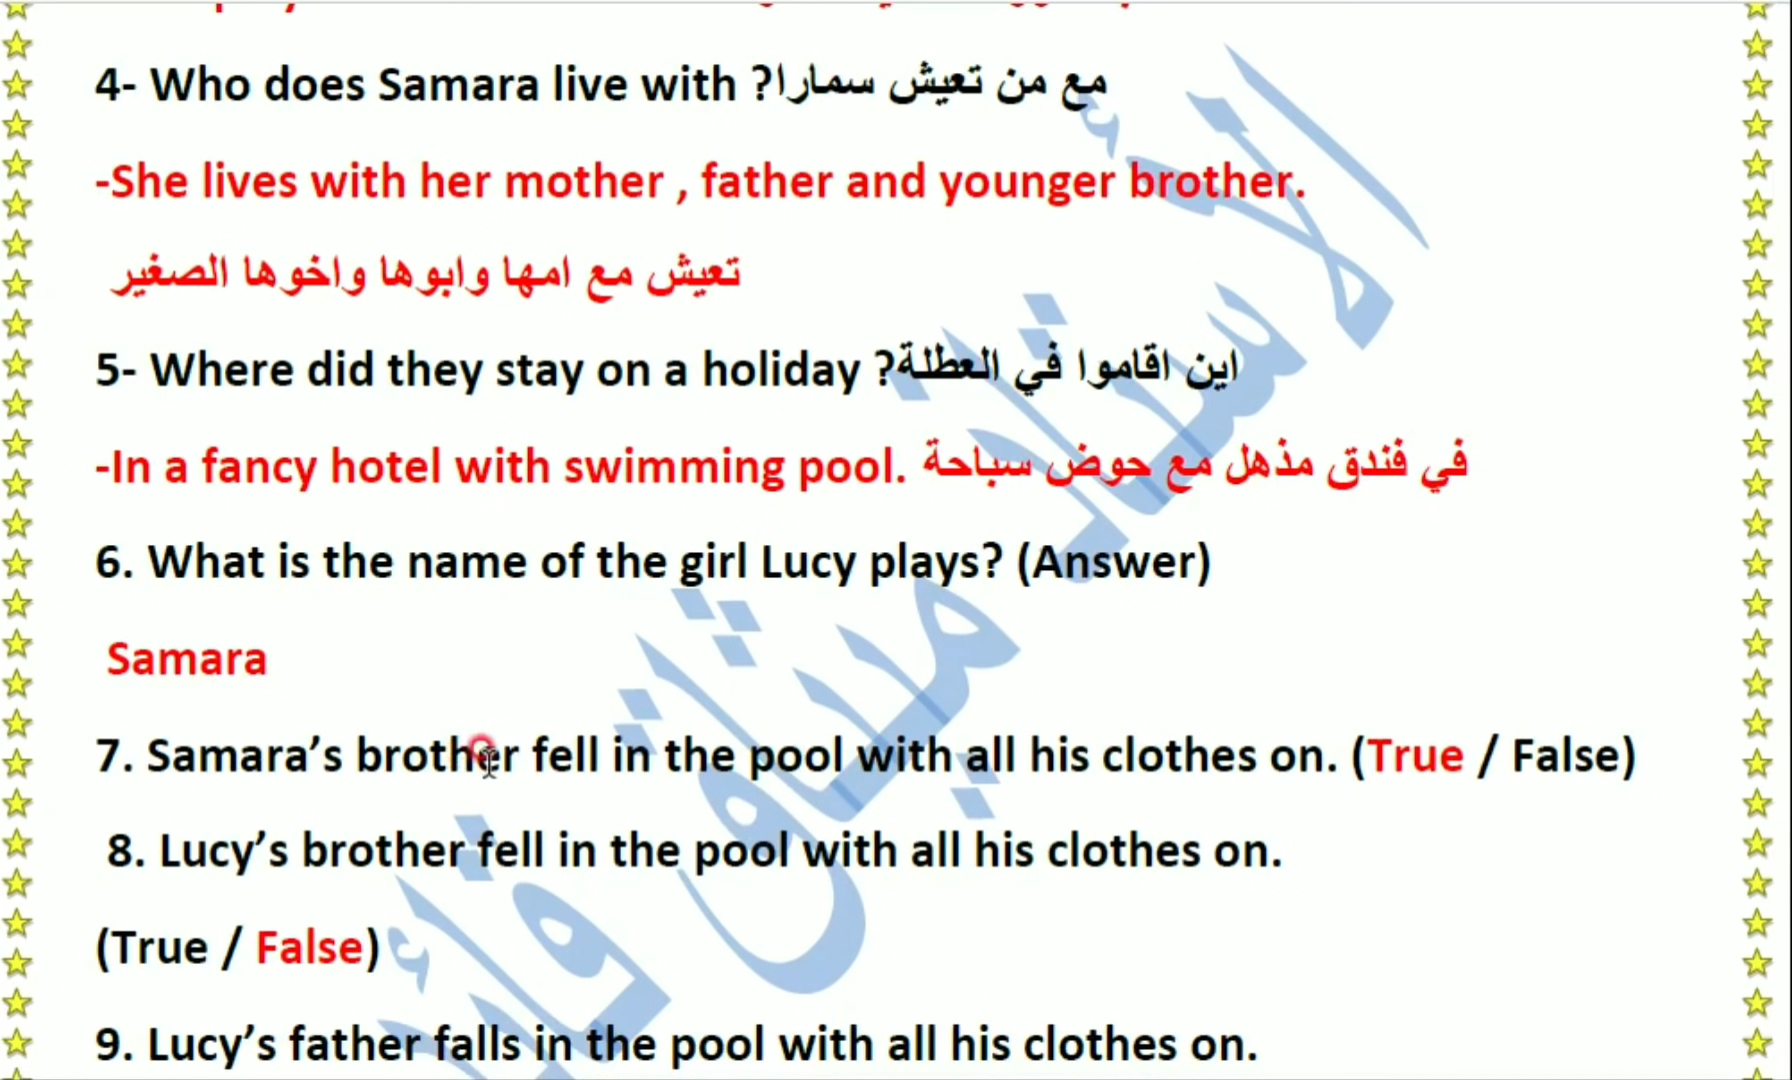 4- Who does Samara live with ?مع من تعيش سمارا
-She lives with her mother , father and younger brother.
تعيش مع امها وابوها واخوها الصغير
5- Where did they stay on a holiday ?اين اقاموا في العطلة
-In a fancy hotel with swimming pool. في فندق مذهل مع حوض سباحة
6. What is the name of the girl Lucy plays? (Answer)
Samara
7. Samara’s brother fell in the pool with all his clothes on. (True / False)
8. Lucy’s brother fell in the pool with all his clothes on.
(True / False)
9. Lucy’s father falls in the pool with all his clothes on.